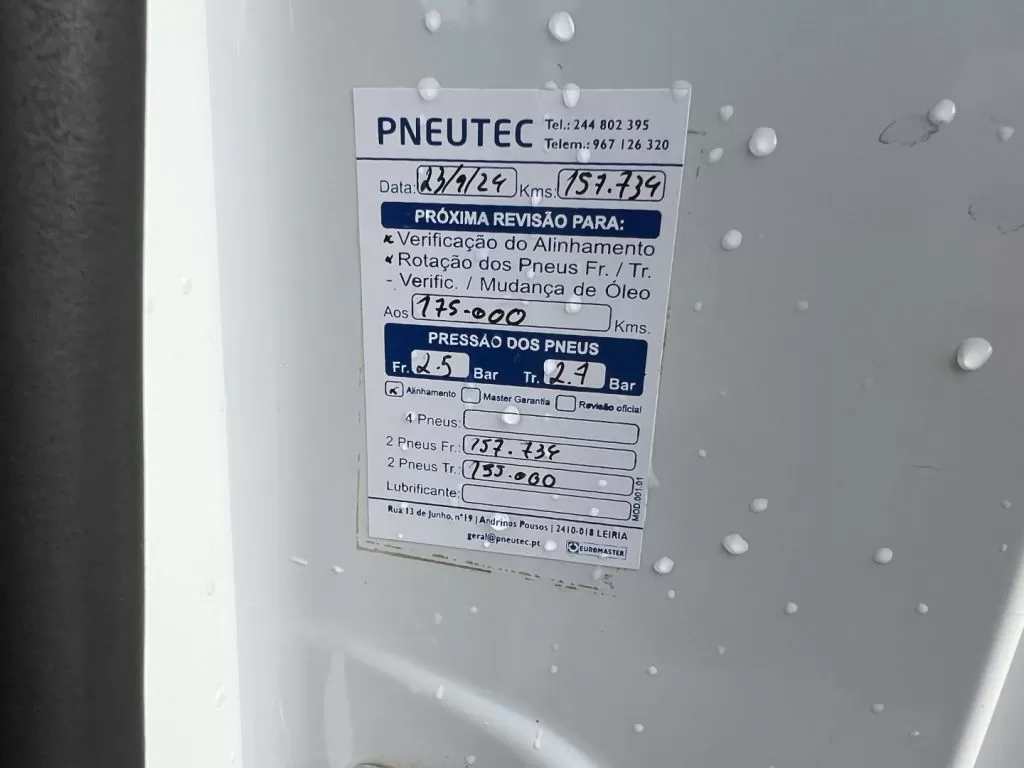 PNEUTEC
Tel.: 244 802 395
Telem.: 967 126 320
Data: 23/9/24 Kms: 157.734
PRÓXIMA REVISÃO PARA:
Verificação do Alinhamento
Rotação dos Pneus Fr. / Tr.
- Verific. / Mudança de Óleo
Aos 175.000 Kms.
PRESSÃO DOS PNEUS
Fr. 2.5 Bar Tr. 2.7 Bar
Alinhamento Master Garantia Revisão oficial
4 Pneus:
2 Pneus Fr.: 157.734
2 Pneus Tr.: 155.000
Lubrificante:
MOD.001.01
Rua 13 de Junho, nº19 | Andrinos Pousos | 2410-018 LEIRIA
geral@pneutec.pt EUROMASTER